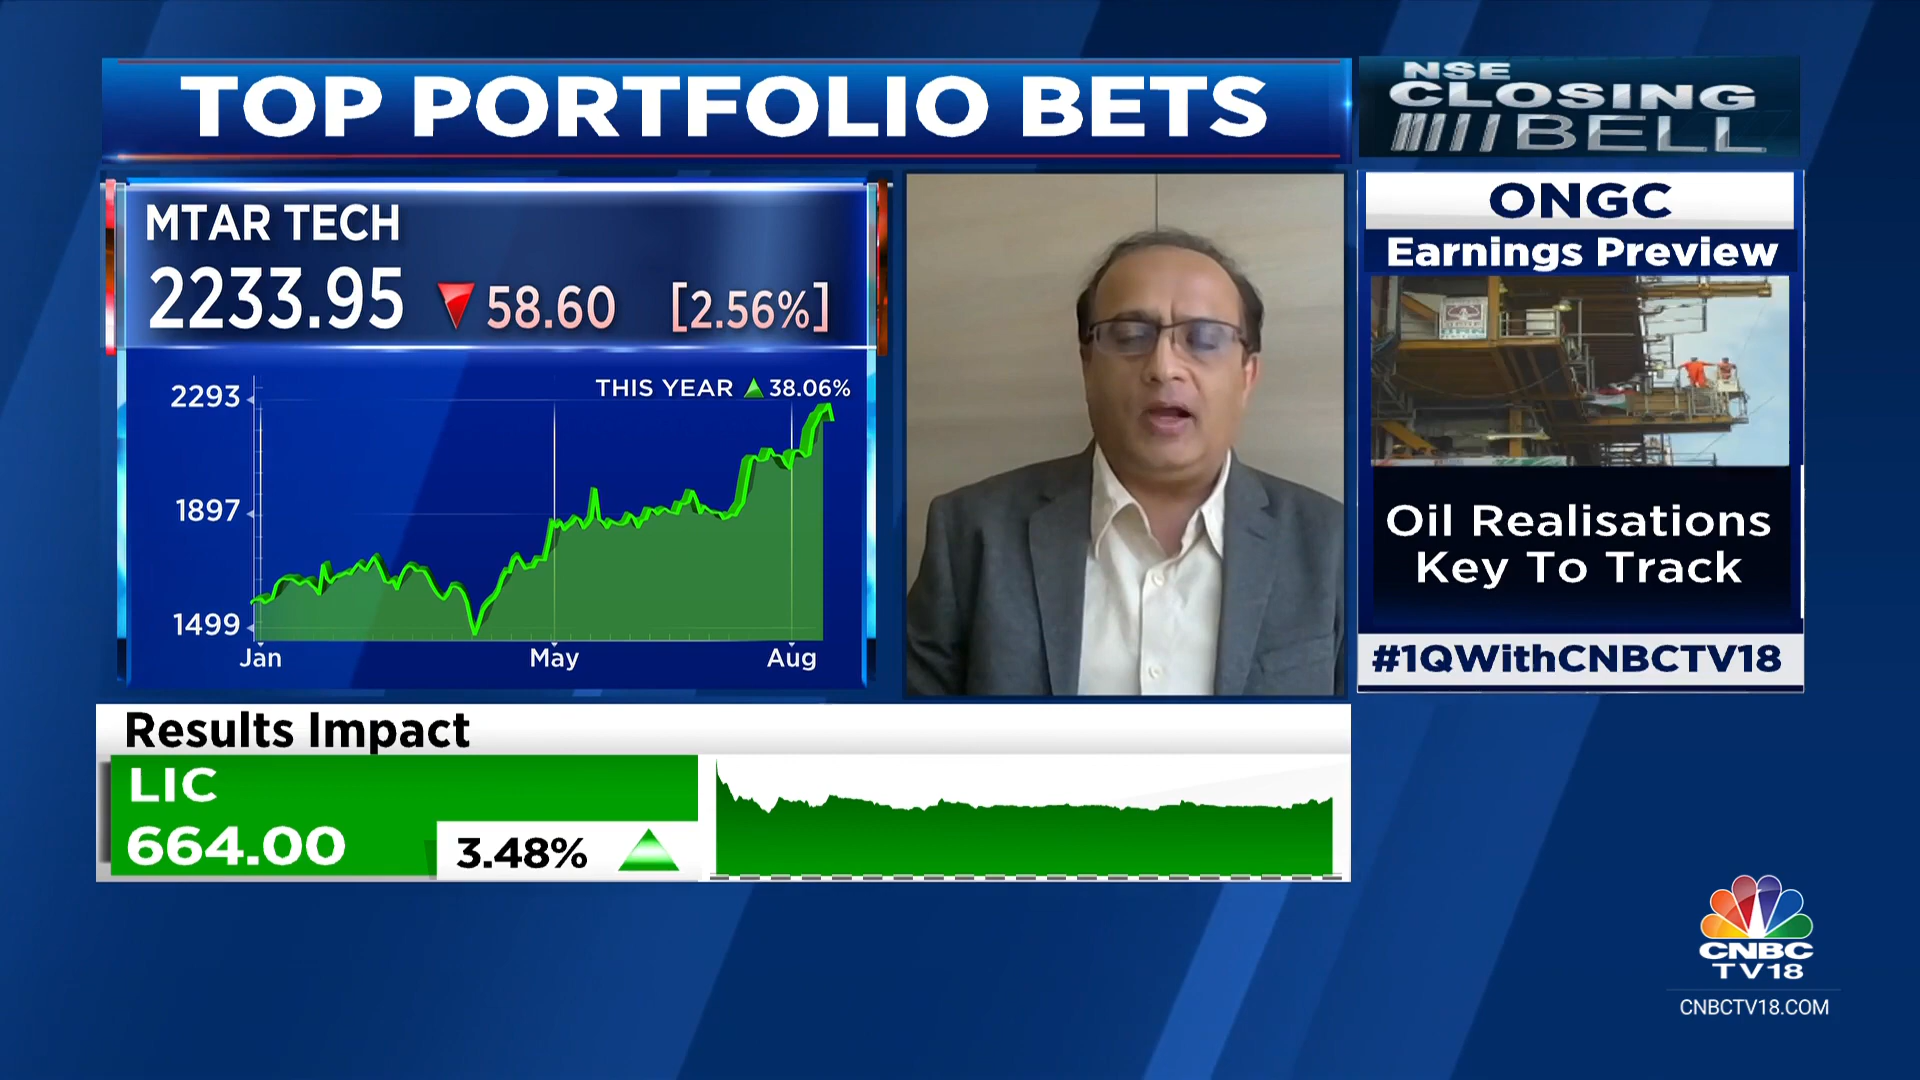 TOP PORTFOLIO BETS
NSE
CLOSING
BELL
MTAR TECH
2233.95 58.60 [2.56%]
THIS YEAR 38.06%
2293
1897
1499
Jan May Aug
ONGC
Earnings Preview
Oil Realisations
Key To Track
#1QWithCNBCTV18
Results Impact
LIC
664.00 3.48%
CNBC
TV18
CNBCTV18.COM